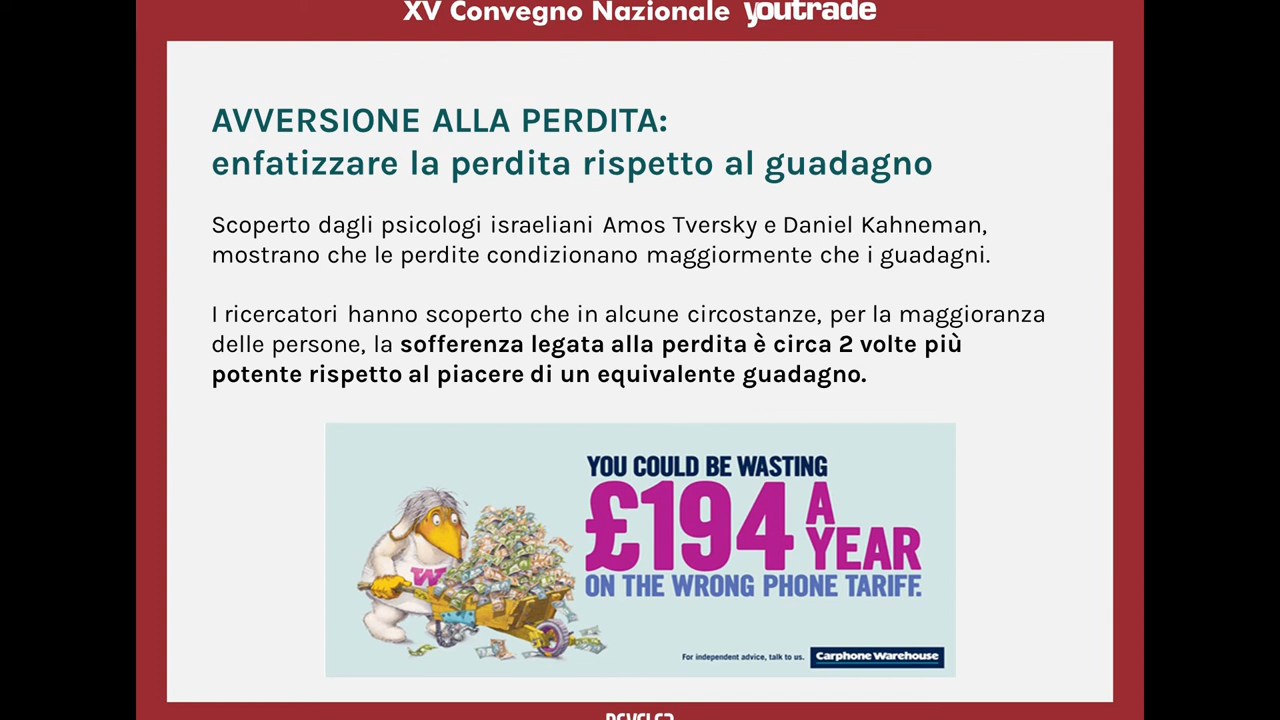 XV Convegno Nazionale youtrade
AVVERSIONE ALLA PERDITA:
enfatizzare la perdita rispetto al guadagno
Scoperto dagli psicologi israeliani Amos Tversky e Daniel Kahneman,
mostrano che le perdite condizionano maggiormente che i guadagni.
I ricercatori hanno scoperto che in alcune circostanze, per la maggioranza
delle persone, la sofferenza legata alla perdita è circa 2 volte più
potente rispetto al piacere di un equivalente guadagno.
YOU COULD BE WASTING
£194 A YEAR
ON THE WRONG PHONE TARIFF.
W
For independent advice, talk to us. Carphone Warehouse